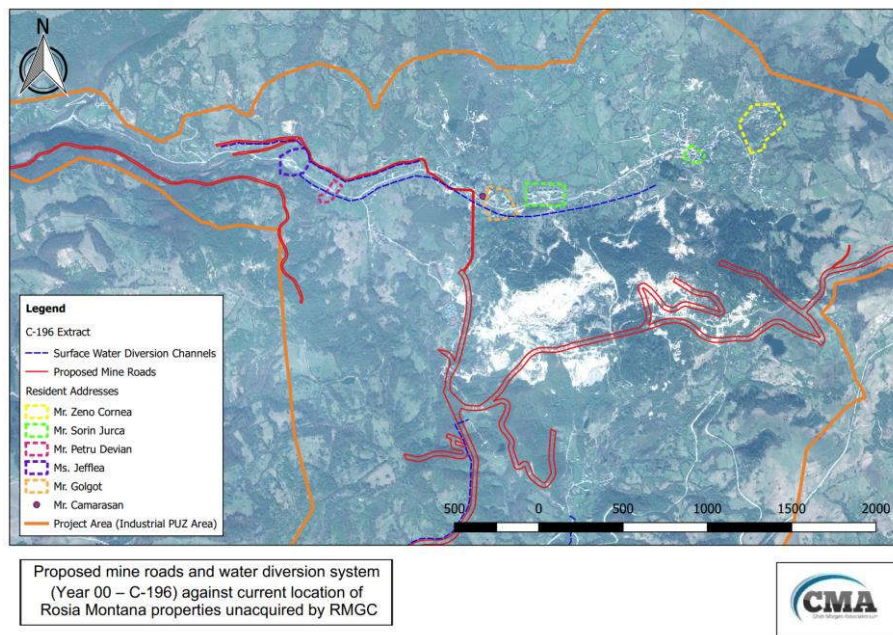 N
Legend
C-196 Extract
Surface Water Diversion Channels
Proposed Mine Roads
Resident Addresses
Mr. Zeno Cornea
Mr. Sorin Jurca
Mr. Petru Devian
Ms. Jefflea
Mr. Golgot
Mr. Camarasan
Project Area (Industrial PUZ Area)
500 0 500 1000 1500 2000
Proposed mine roads and water diversion system
(Year 00 – C-196) against current location of
Rosia Montana properties unacquired by RMGC
CMA